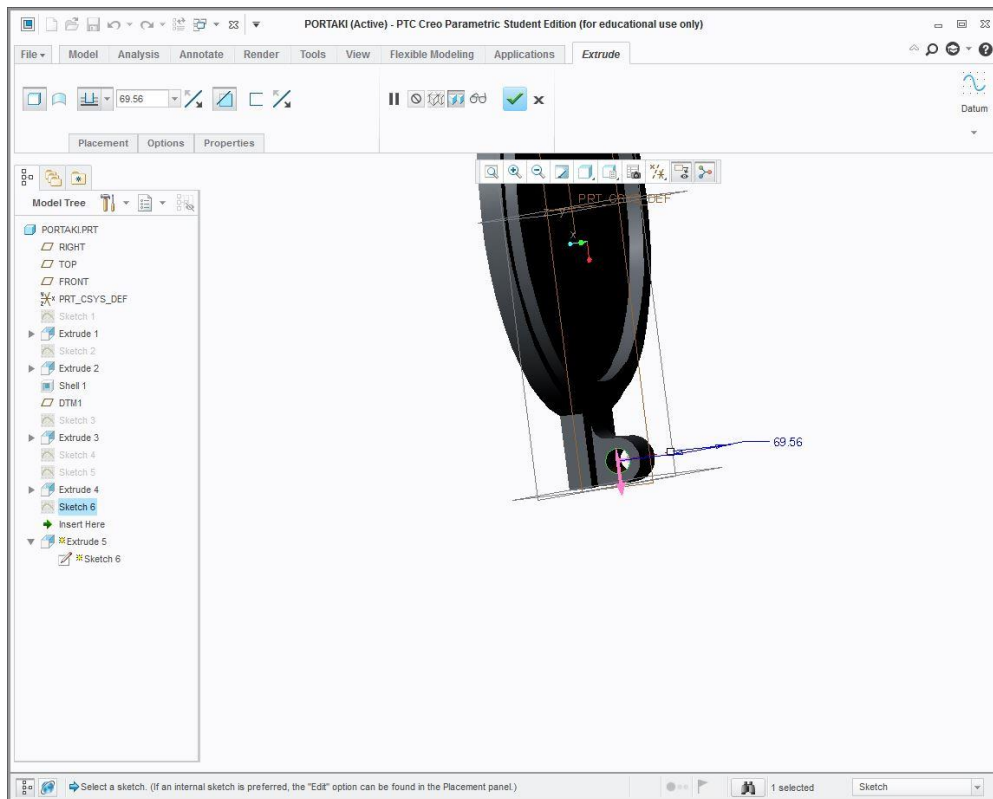 PORTAKI (Active) - PTC Creo Parametric Student Edition (for educational use only)
File Model Analysis Annotate Render Tools View Flexible Modeling Applications Extrude
69.56
Datum
Placement Options Properties
Model Tree
PORTAKI.PRT
RIGHT
TOP
FRONT
PRT_CSYS_DEF
Sketch 1
Extrude 1
Sketch 2
Extrude 2
Shell 1
DTM1
Sketch 3
Extrude 3
Sketch 4
Sketch 5
Extrude 4
Sketch 6
Insert Here
Extrude 5
Sketch 6
PRT_CSYS_DEF
X
69.56
Select a sketch. (If an internal sketch is preferred, the "Edit" option can be found in the Placement panel.)
1 selected
Sketch